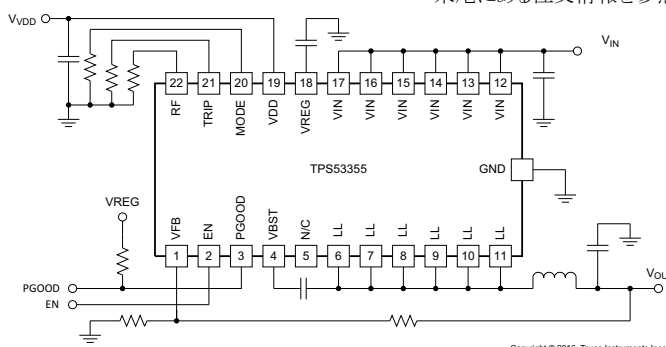 V_VDD
V_IN
22 21 20 19 18 17 16 15 14 13 12
RF TRIP MODE VDD VREG VIN VIN VIN VIN VIN VIN
TPS53355
GND
VREG
VFB EN PGOOD VBST N/C LL LL LL LL LL LL
1 2 3 4 5 6 7 8 9 10 11
PGOOD
EN